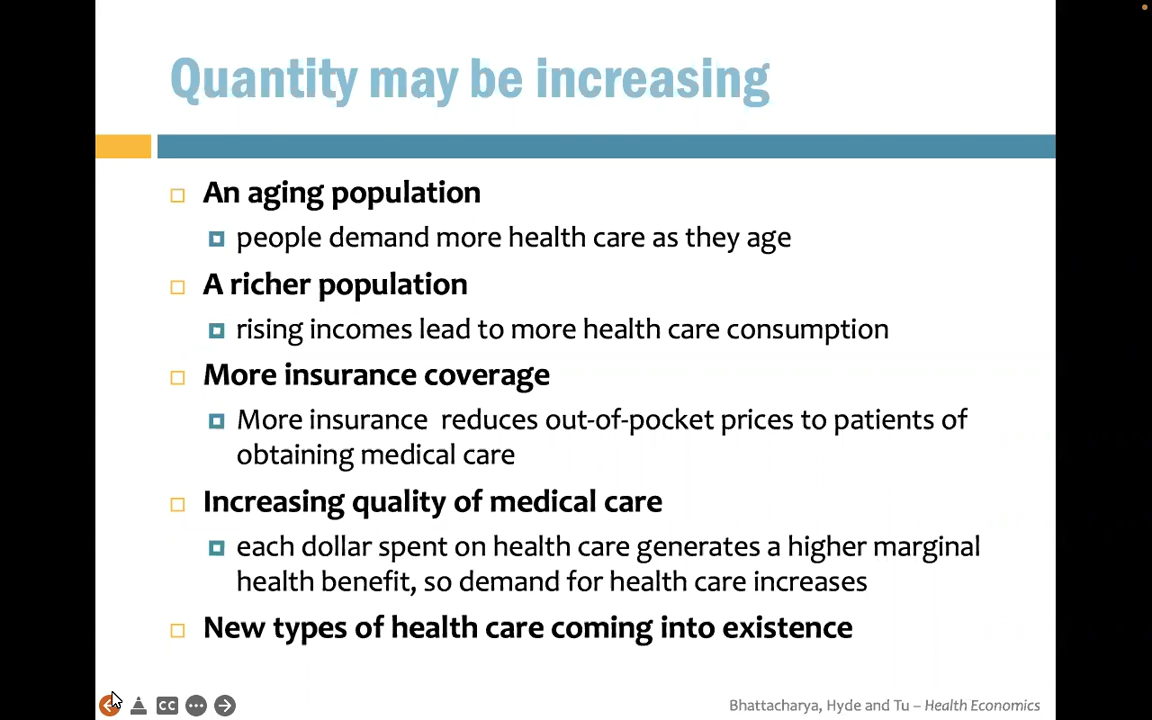 Quantity may be increasing
An aging population
people demand more health care as they age
A richer population
rising incomes lead to more health care consumption
More insurance coverage
More insurance reduces out-of-pocket prices to patients of
obtaining medical care
Increasing quality of medical care
each dollar spent on health care generates a higher marginal
health benefit, so demand for health care increases
New types of health care coming into existence
CC
Bhattacharya, Hyde and Tu – Health Economics